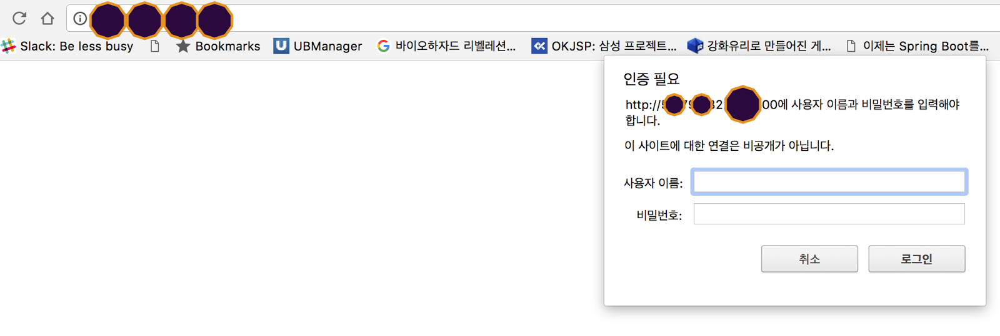 Slack: Be less busy
Bookmarks
UBManager
바이오하자드 리벨레션...
OKJSP: 삼성 프로젝트...
강화유리로 만들어진 게...
이제는 Spring Boot를...
인증 필요
http://5 79 32 00에 사용자 이름과 비밀번호를 입력해야
합니다.
이 사이트에 대한 연결은 비공개가 아닙니다.
사용자 이름:
비밀번호:
취소 로그인